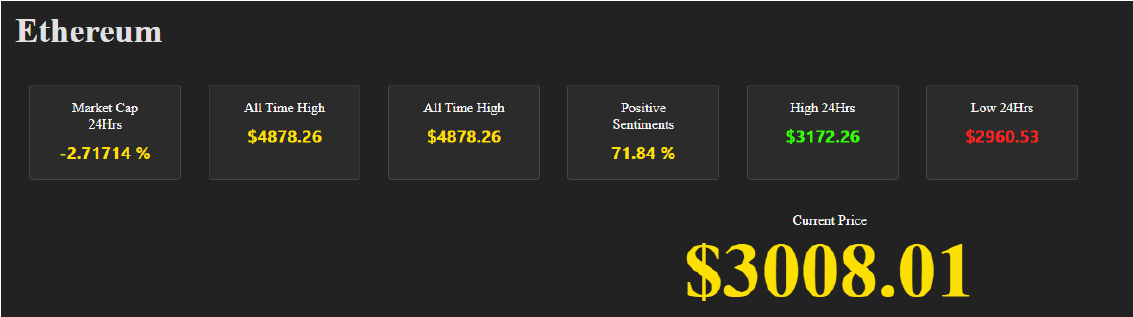 Ethereum
Market Cap
24Hrs
-2.71714 %
All Time High
$4878.26
All Time High
$4878.26
Positive
Sentiments
71.84 %
High 24Hrs
$3172.26
Low 24Hrs
$2960.53
Current Price
$3008.01